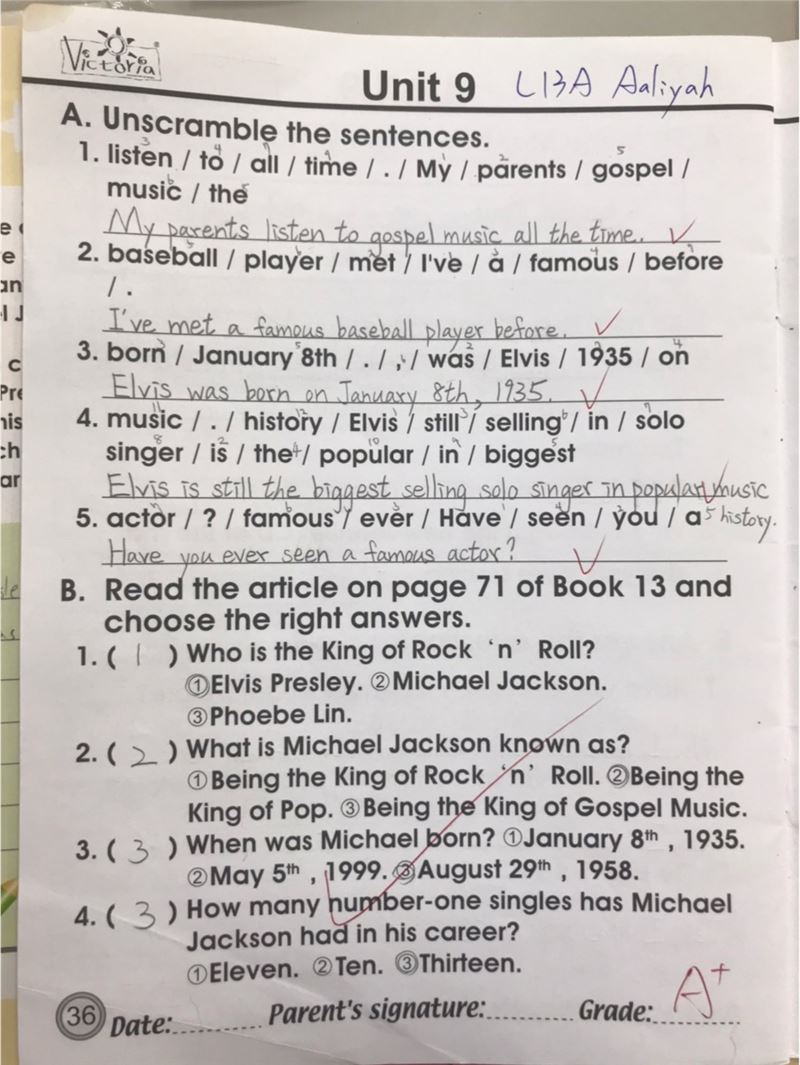 Victoria
Unit 9 L13A Aaliyah
A. Unscramble the sentences.
1. listen / to / all / time / . / My / parents / gospel /
music / the
My parents listen to gospel music all the time.
2. baseball / player / met / I've / a / famous / before
/ .
I've met a famous baseball player before.
3. born / January 8th / . / , / was / Elvis / 1935 / on
Elvis was born on January 8th, 1935.
4. music / . / history / Elvis / still / selling / in / solo
singer / is / the / popular / in / biggest
Elvis is still the biggest selling solo singer in popular music
history.
5. actor / ? / famous / ever / Have / seen / you / a
Have you ever seen a famous actor?
B. Read the article on page 71 of Book 13 and
choose the right answers.
1. ( 1 ) Who is the King of Rock ‘n’ Roll?
①Elvis Presley. ②Michael Jackson.
③Phoebe Lin.
2. ( 2 ) What is Michael Jackson known as?
①Being the King of Rock ‘n’ Roll. ②Being the
King of Pop. ③Being the King of Gospel Music.
3. ( 3 ) When was Michael born? ①January 8th , 1935.
②May 5th , 1999. ③August 29th , 1958.
4. ( 3 ) How many number-one singles has Michael
Jackson had in his career?
①Eleven. ②Ten. ③Thirteen.
36 Date: Parent's signature: Grade: A+